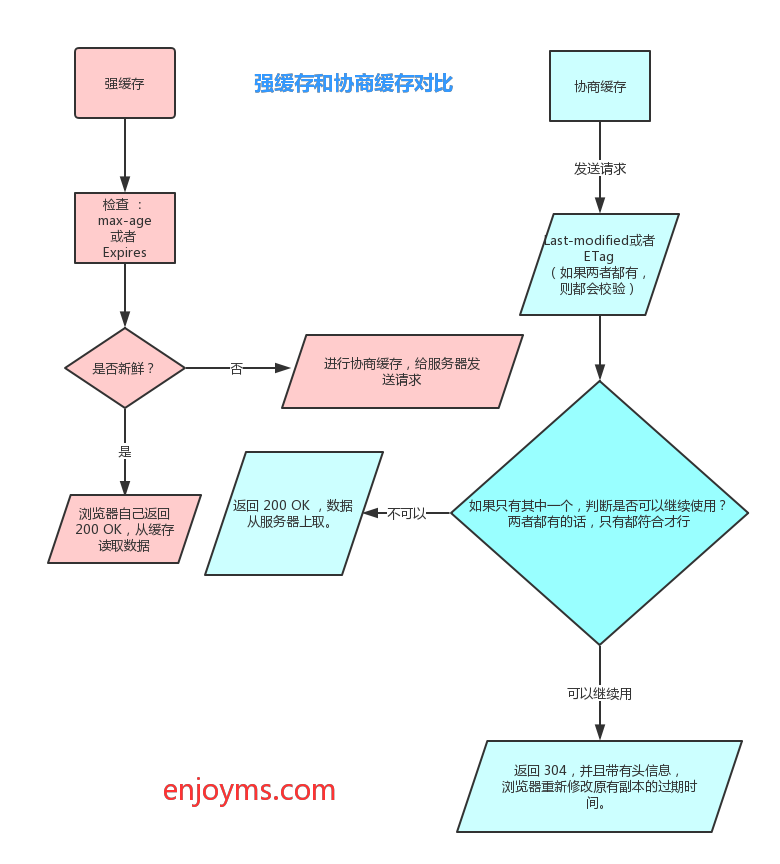 强缓存和协商缓存对比
强缓存
检查 ：
max-age
或者
Expires
是否新鲜？
否
进行协商缓存，给服务器发
送请求
是
浏览器自己返回
200 OK，从缓存
读取数据
协商缓存
发送请求
Last-modified或者
ETag
（ 如果两者都有，
则都会校验 ）
如果只有其中一个，判断是否可以继续使用？
两者都有的话，只有都符合才行
不可以
返回 200 OK ，数据
从服务器上取。
可以继续用
返回 304，并且带有头信息，
浏览器重新修改原有副本的过期时
间。
enjoyms.com